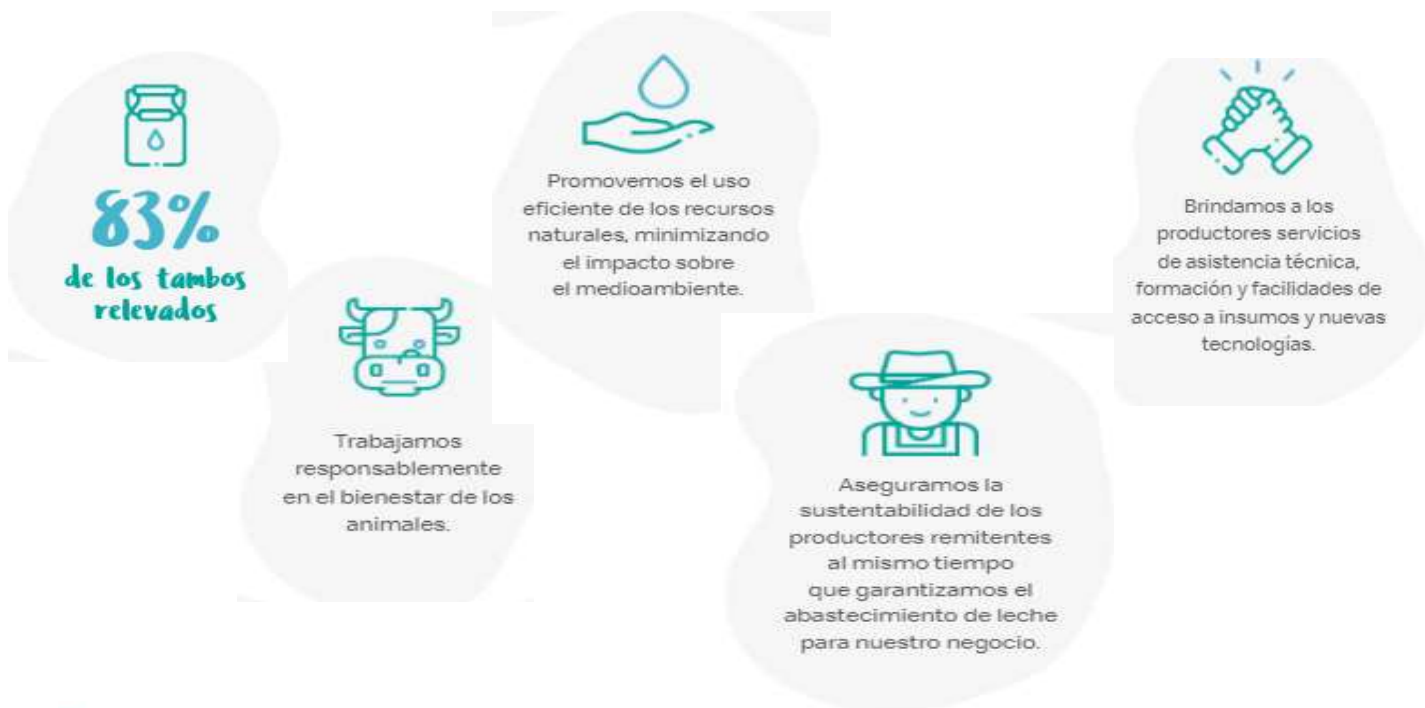 83%
de los tambos
relevados
Trabajamos
responsablemente
en el bienestar de los
animales.
Promovemos el uso
eficiente de los recursos
naturales, minimizando
el impacto sobre
el medioambiente.
Aseguramos la
sustentabilidad de los
productores remitentes
al mismo tiempo
que garantizamos el
abastecimiento de leche
para nuestro negocio.
Brindamos a los
productores servicios
de asistencia técnica,
formación y facilidades de
acceso a insumos y nuevas
tecnologías.